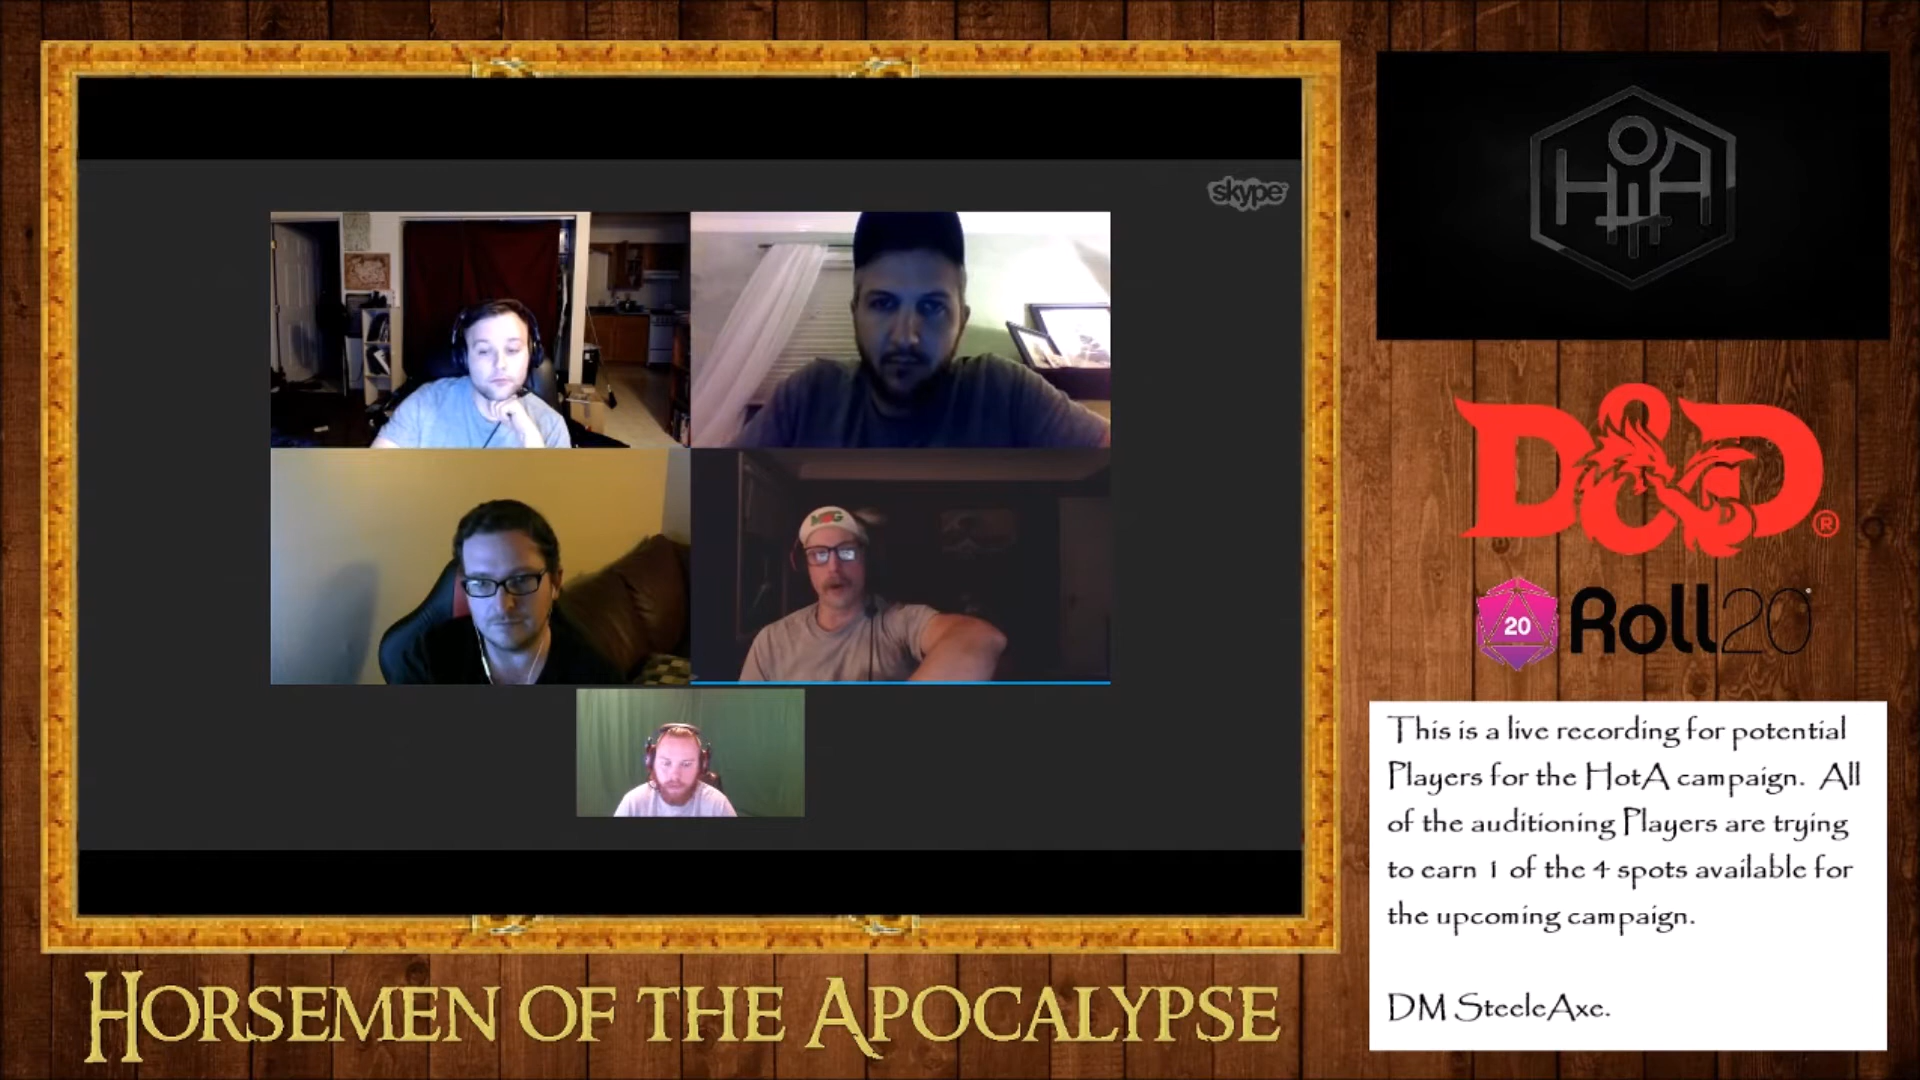 skype
HotA
D&D®
20 Roll20®
This is a live recording for potential
Players for the HotA campaign. All
of the auditioning Players are trying
to earn 1 of the 4 spots available for
the upcoming campaign.
DM SteeleAxe.
HORSEMEN OF THE APOCALYPSE